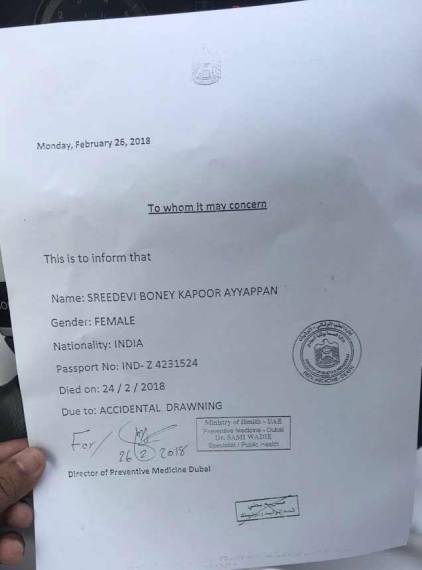 Monday, February 26, 2018
To whom it may concern
This is to inform that
Name: SREEDEVI BONEY KAPOOR AYYAPPAN
Gender: FEMALE
Nationality: INDIA
Passport No: IND- Z 4231524
Died on: 24 / 2 / 2018
Due to: ACCIDENTAL DRAWNING
For/
26 2 2018
Ministry of Health - UAE
Preventive Medicine - Dubai
Dr. SAMI WADIE
Specialist / Public Health
Director of Preventive Medicine Dubai